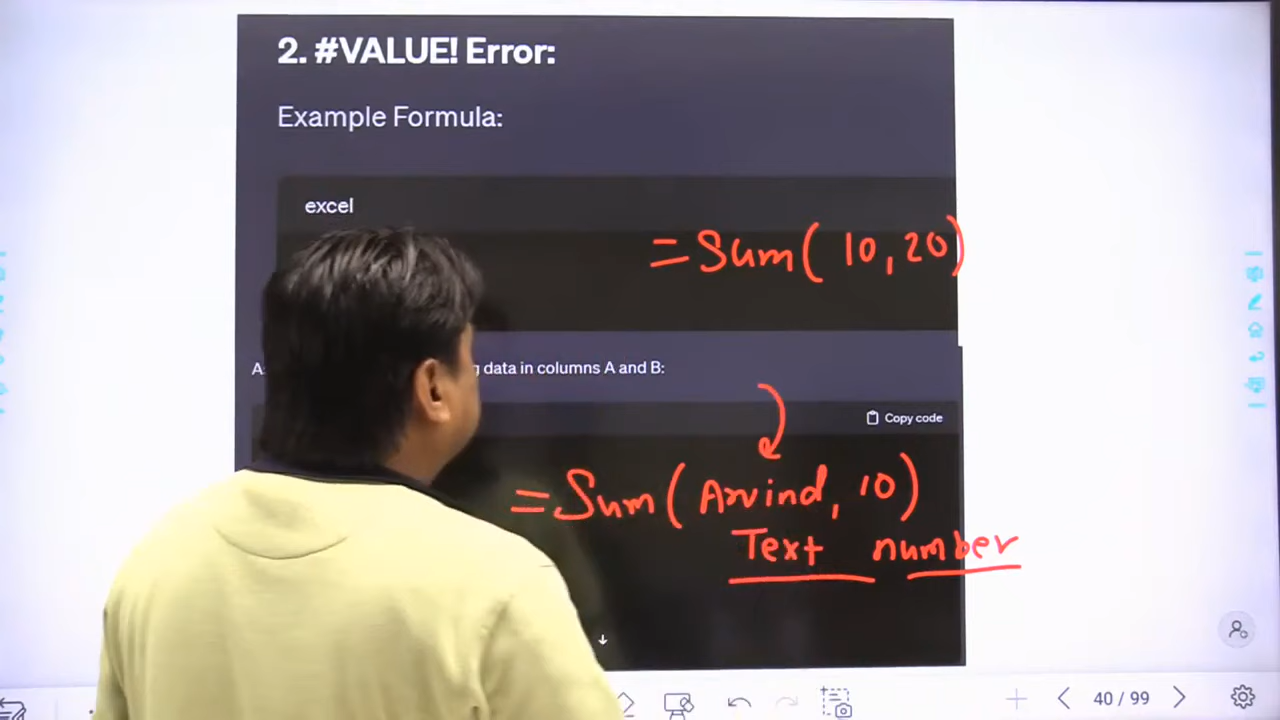 2. #VALUE! Error:
Example Formula:
excel
=Sum( 10,20)
data in columns A and B:
Copy code
=Sum( Arvind, 10)
Text number
40 / 99